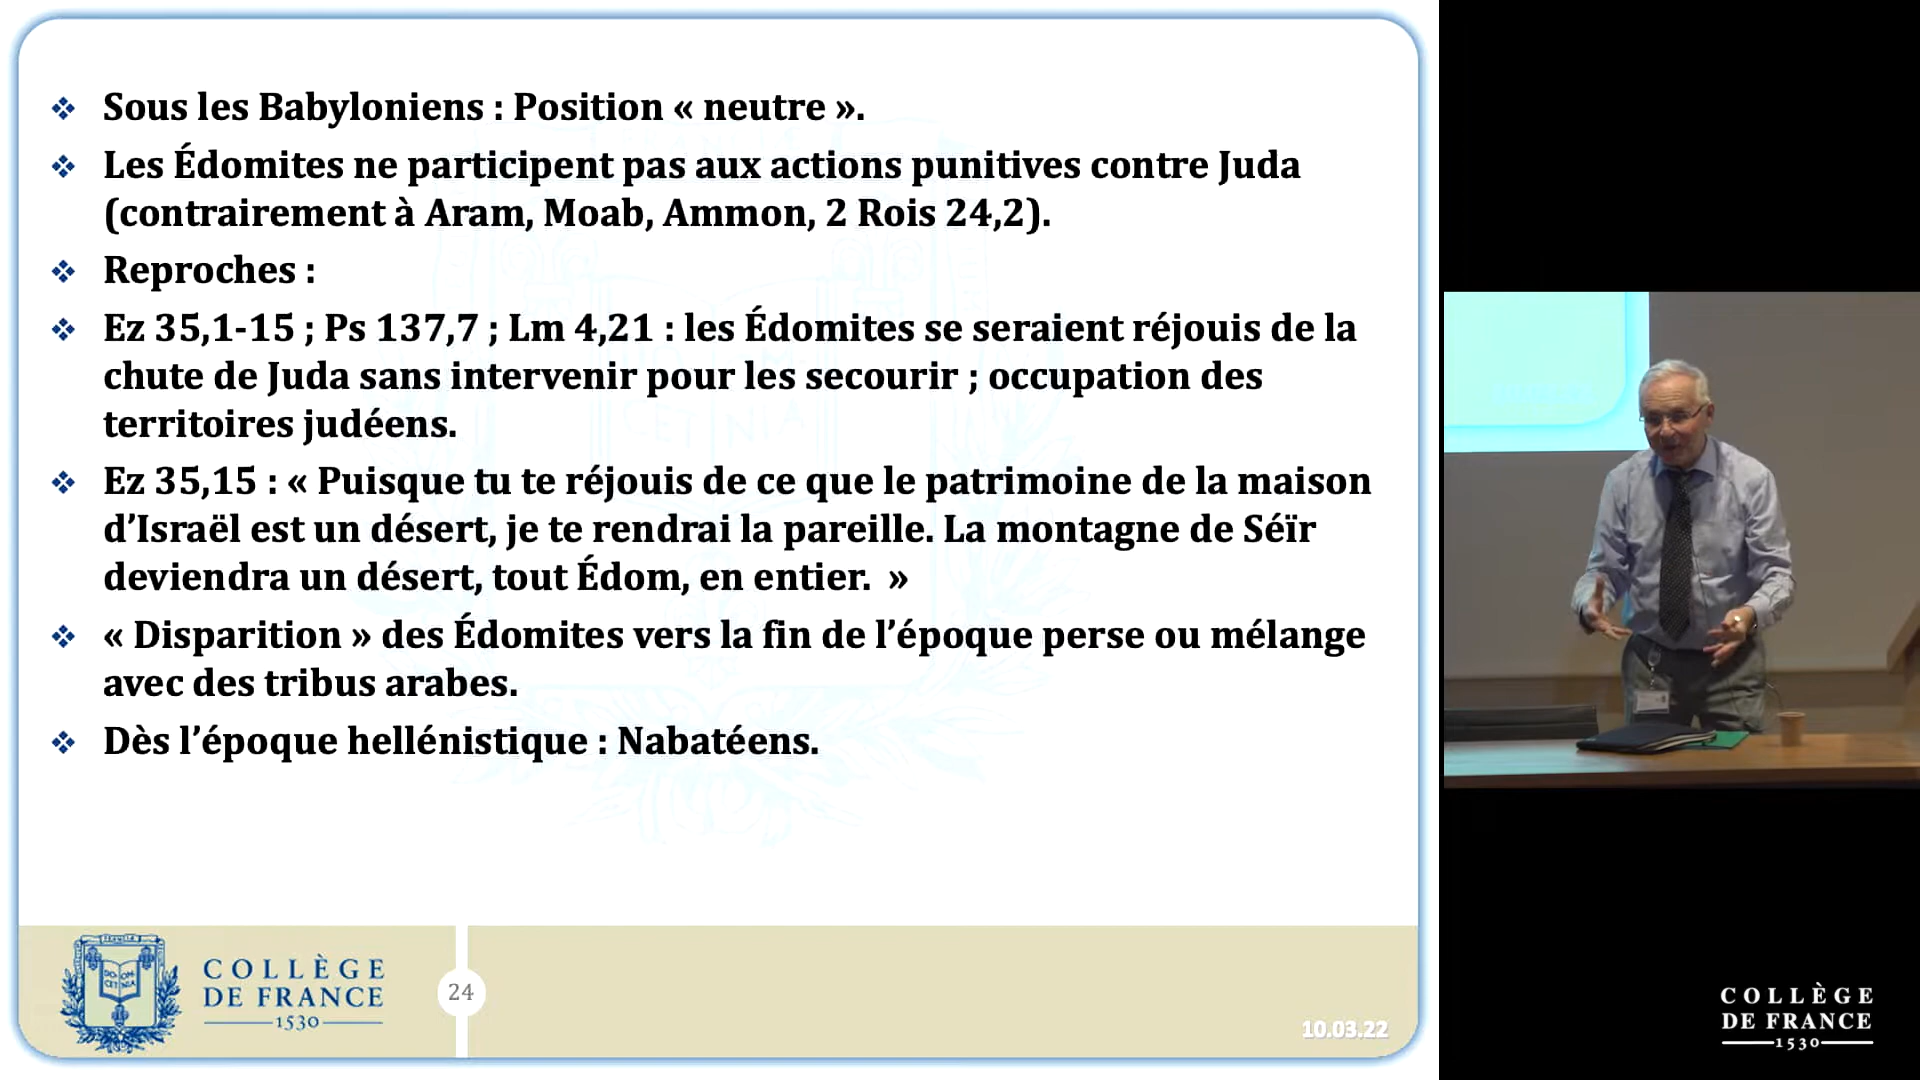 Sous les Babyloniens : Position « neutre ».
Les Édomites ne participent pas aux actions punitives contre Juda
(contrairement à Aram, Moab, Ammon, 2 Rois 24,2).
Reproches :
Ez 35,1-15 ; Ps 137,7 ; Lm 4,21 : les Édomites se seraient réjouis de la
chute de Juda sans intervenir pour les secourir ; occupation des
territoires judéens.
Ez 35,15 : « Puisque tu te réjouis de ce que le patrimoine de la maison
d’Israël est un désert, je te rendrai la pareille. La montagne de Séïr
deviendra un désert, tout Édom, en entier. »
« Disparition » des Édomites vers la fin de l’époque perse ou mélange
avec des tribus arabes.
Dès l’époque hellénistique : Nabatéens.
COLLÈGE
DE FRANCE
1530
24
10.03.22
COLLÈGE
DE FRANCE
1530